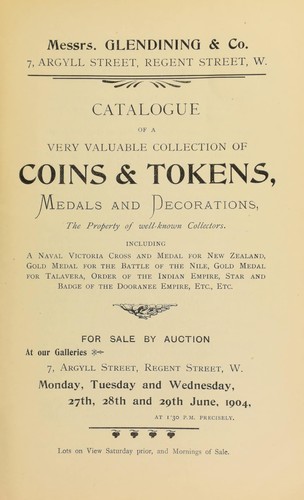 Messrs. GLENDINING & Co.
7, ARGYLL STREET, REGENT STREET, W.
CATALOGUE
OF A
VERY VALUABLE COLLECTION OF
COINS & TOKENS,
MEDALS AND DECORATIONS,
The Property of well-known Collectors.
INCLUDING
A NAVAL VICTORIA CROSS AND MEDAL FOR NEW ZEALAND,
GOLD MEDAL FOR THE BATTLE OF THE NILE, GOLD MEDAL
FOR TALAVERA, ORDER OF THE INDIAN EMPIRE, STAR AND
BADGE OF THE DOORANEE EMPIRE, ETC., ETC.
FOR SALE BY AUCTION
At our Galleries
7, ARGYLL STREET, REGENT STREET, W.
Monday, Tuesday and Wednesday,
27th, 28th and 29th June, 1904,
AT 1·30 P.M. PRECISELY.
Lots on View Saturday prior, and Mornings of Sale.